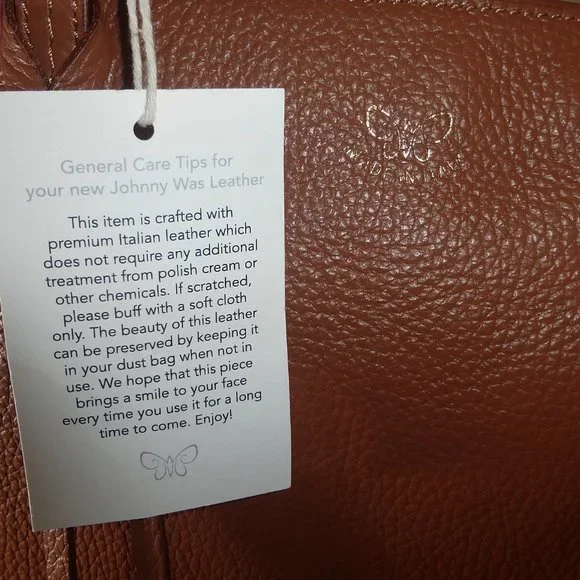 General Care Tips for
your new Johnny Was Leather
This item is crafted with
premium Italian leather which
does not require any additional
treatment from polish cream or
other chemicals. If scratched,
please buff with a soft cloth
only. The beauty of this leather
can be preserved by keeping it
in your dust bag when not in
use. We hope that this piece
brings a smile to your face
every time you use it for a long
time to come. Enjoy!